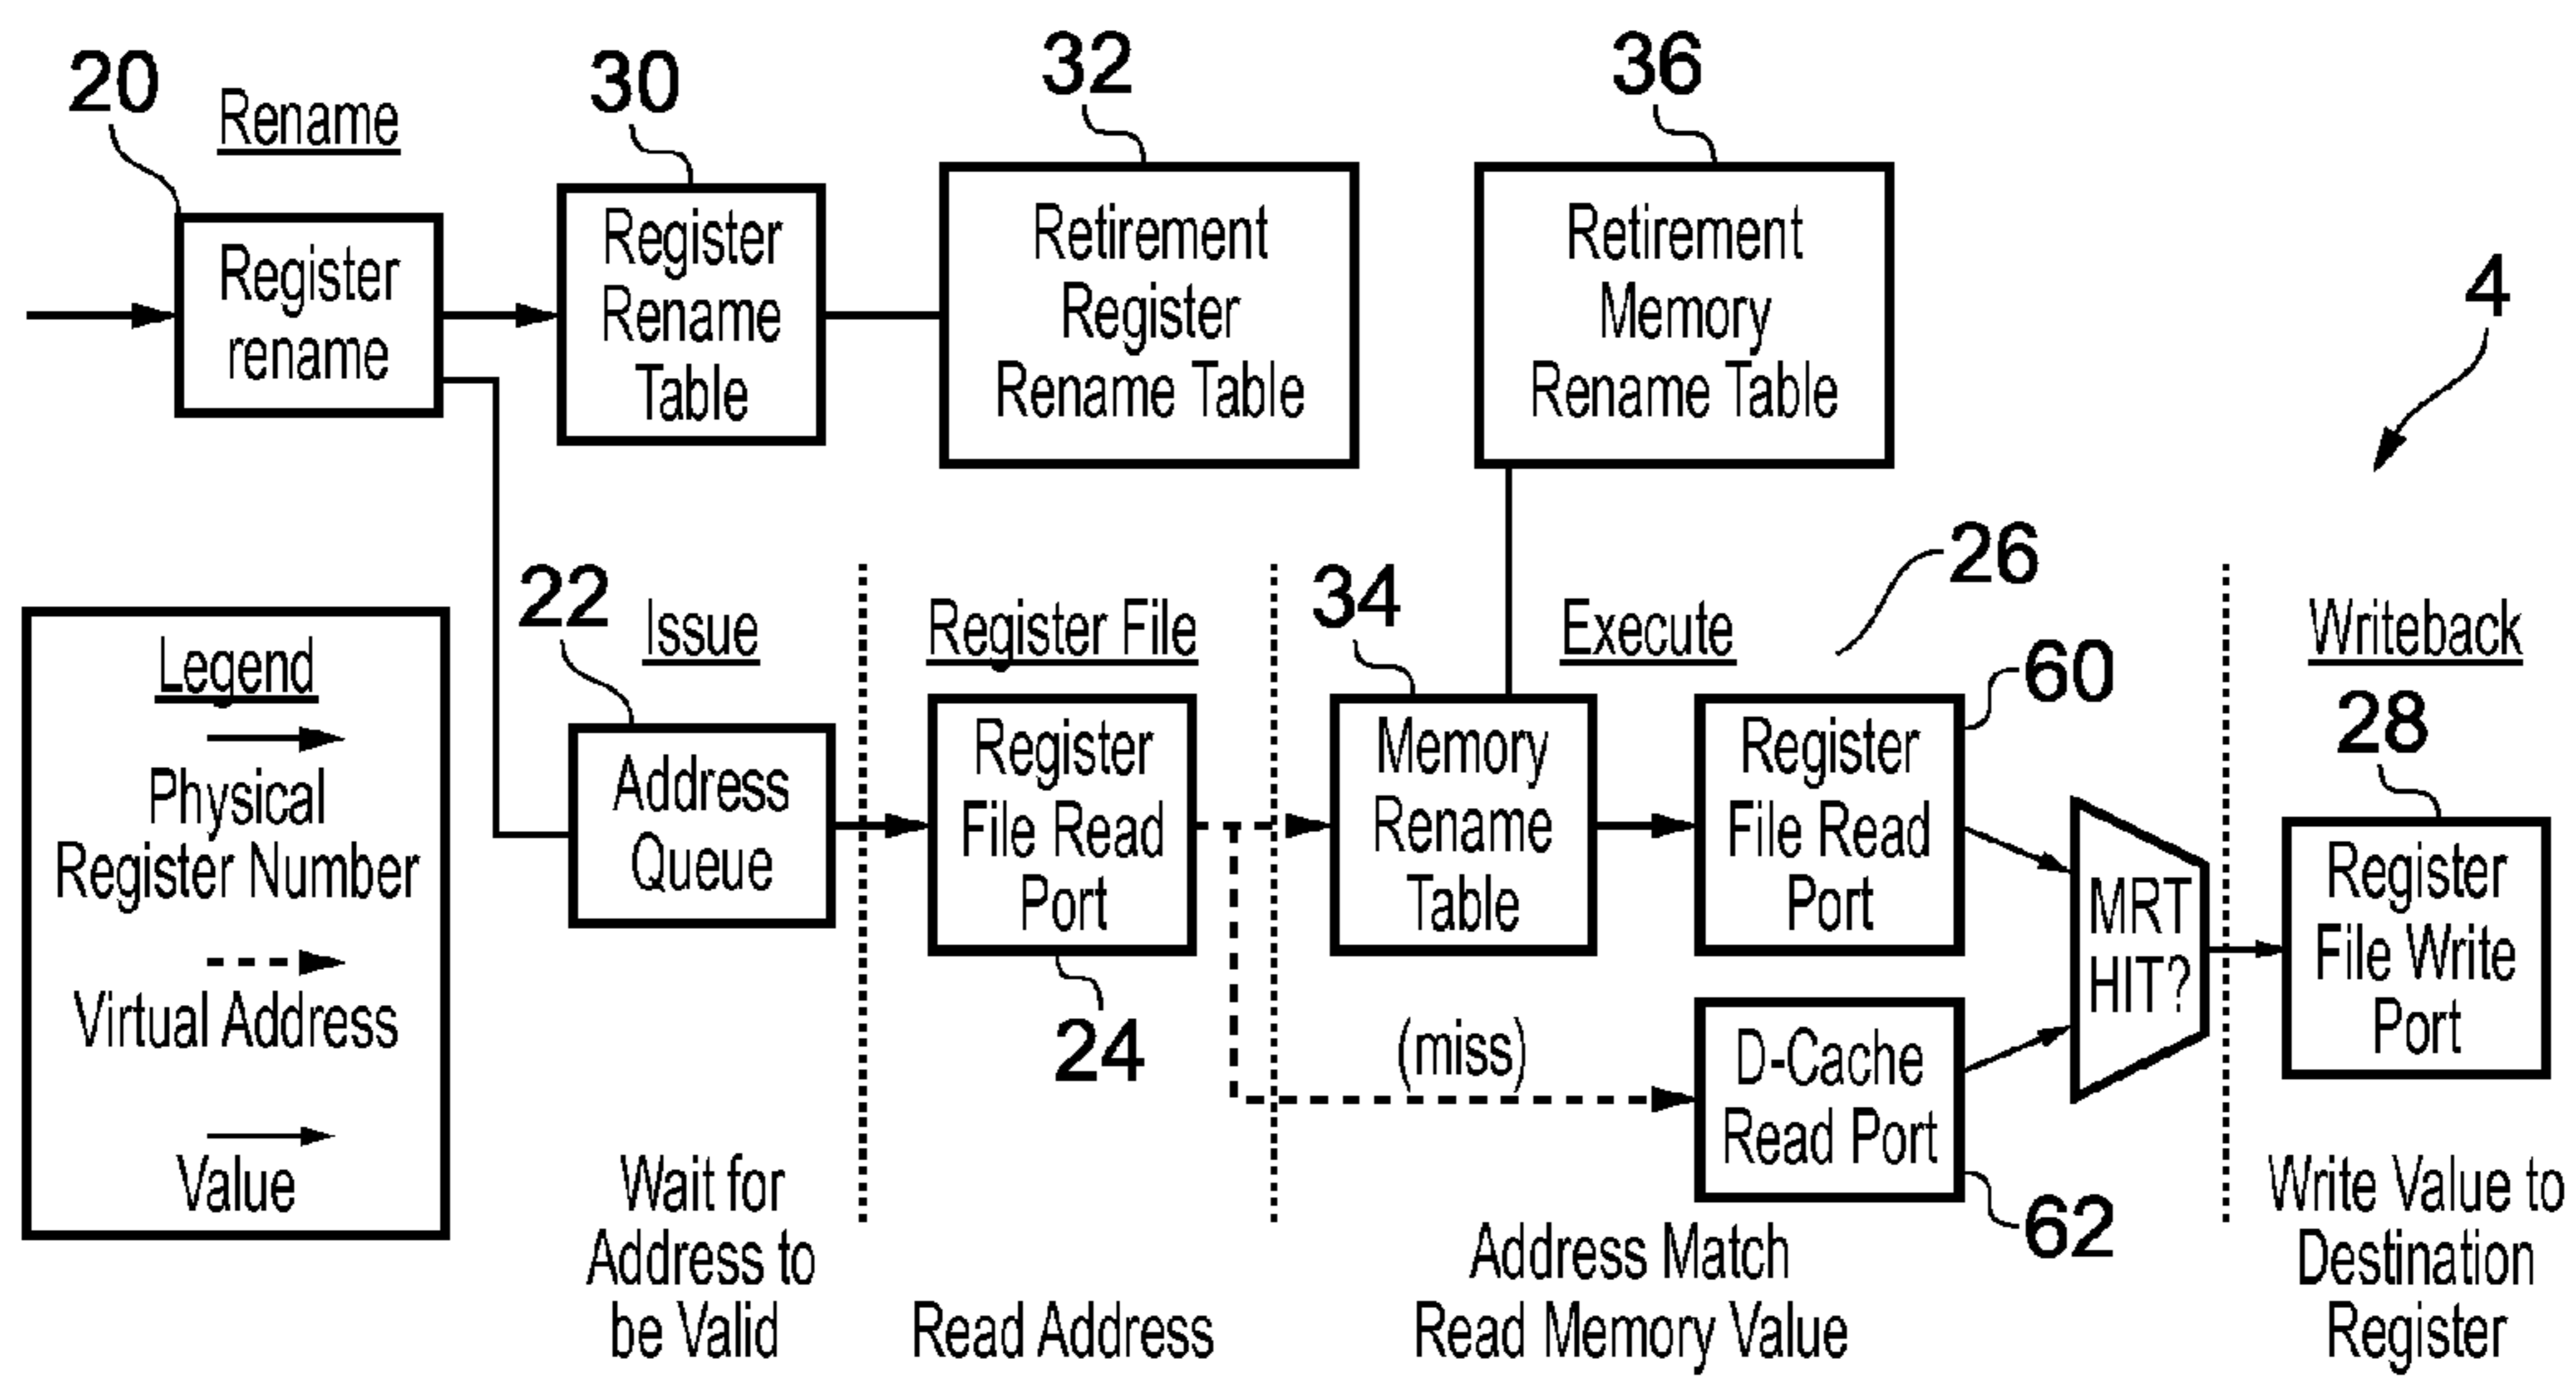 20
Rename
30
32
36
Register
rename
Register
Rename
Table
Retirement
Register
Rename Table
Retirement
Memory
Rename Table
4
Legend
Physical
Register Number
Virtual Address
Value
22
Issue
Address
Queue
Wait for
Address to
be Valid
Register File
Register
File Read
Port
24
Read Address
34
Execute
26
Memory
Rename
Table
60
Register
File Read
Port
(miss)
D-Cache
Read Port
62
MRT
HIT?
Address Match
Read Memory Value
Writeback
28
Register
File Write
Port
Write Value to
Destination
Register